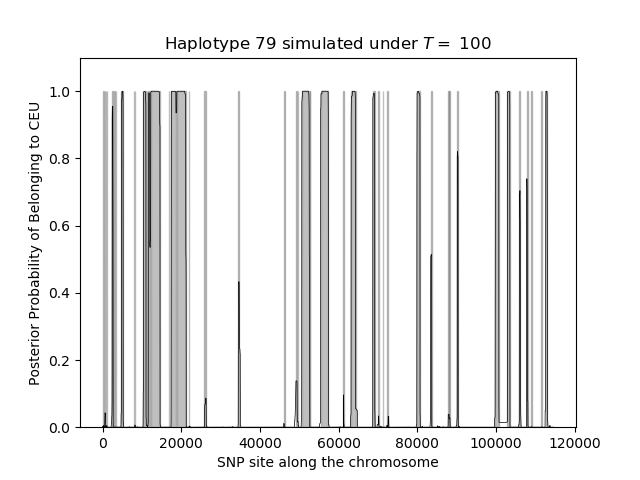 Haplotype 79 simulated under T = 100
Posterior Probability of Belonging to CEU
1.0
0.8
0.6
0.4
0.2
0.0
0 20000 40000 60000 80000 100000 120000
SNP site along the chromosome